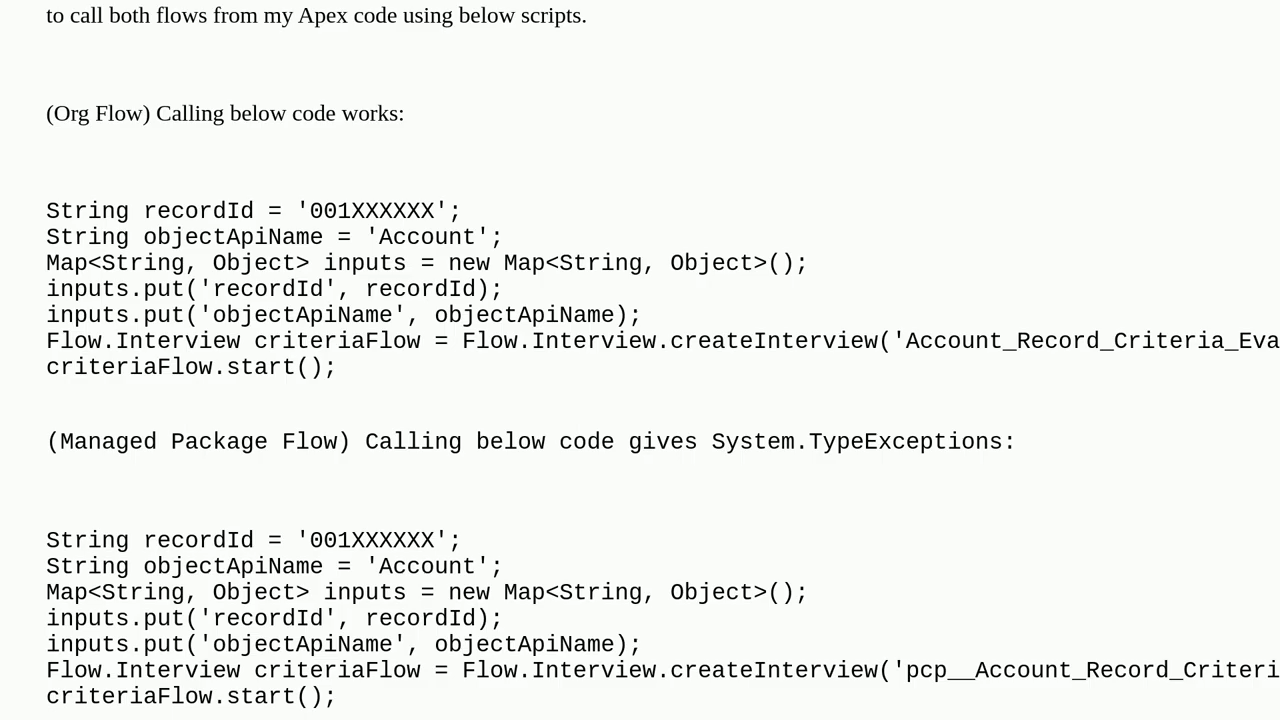 to call both flows from my Apex code using below scripts.
(Org Flow) Calling below code works:
String recordId = '001XXXXXX';
String objectApiName = 'Account';
Map<String, Object> inputs = new Map<String, Object>();
inputs.put('recordId', recordId);
inputs.put('objectApiName', objectApiName);
Flow.Interview criteriaFlow = Flow.Interview.createInterview('Account_Record_Criteria_Eva
criteriaFlow.start();
(Managed Package Flow) Calling below code gives System.TypeExceptions:
String recordId = '001XXXXXX';
String objectApiName = 'Account';
Map<String, Object> inputs = new Map<String, Object>();
inputs.put('recordId', recordId);
inputs.put('objectApiName', objectApiName);
Flow.Interview criteriaFlow = Flow.Interview.createInterview('pcp__Account_Record_Criteri
criteriaFlow.start();